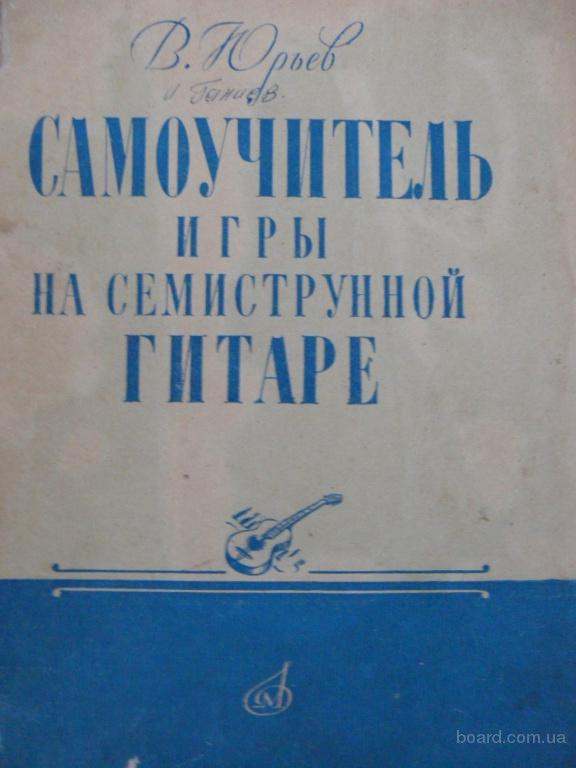 В. Юрьев
САМОУЧИТЕЛЬ
ИГРЫ
НА СЕМИСТРУННОЙ
ГИТАРЕ
board.com.ua